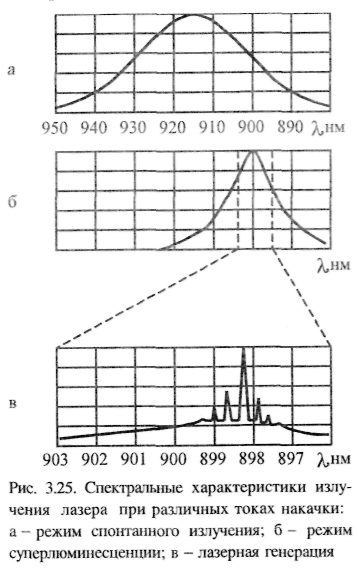 а
950 940 930 920 910 900 890 λ,нм
б
λ,нм
в
903 902 901 900 899 898 897 λ,нм
Рис. 3.25. Спектральные характеристики излу-
чения лазера при различных токах накачки:
а – режим спонтанного излучения; б – режим
суперлюминесценции; в – лазерная генерация